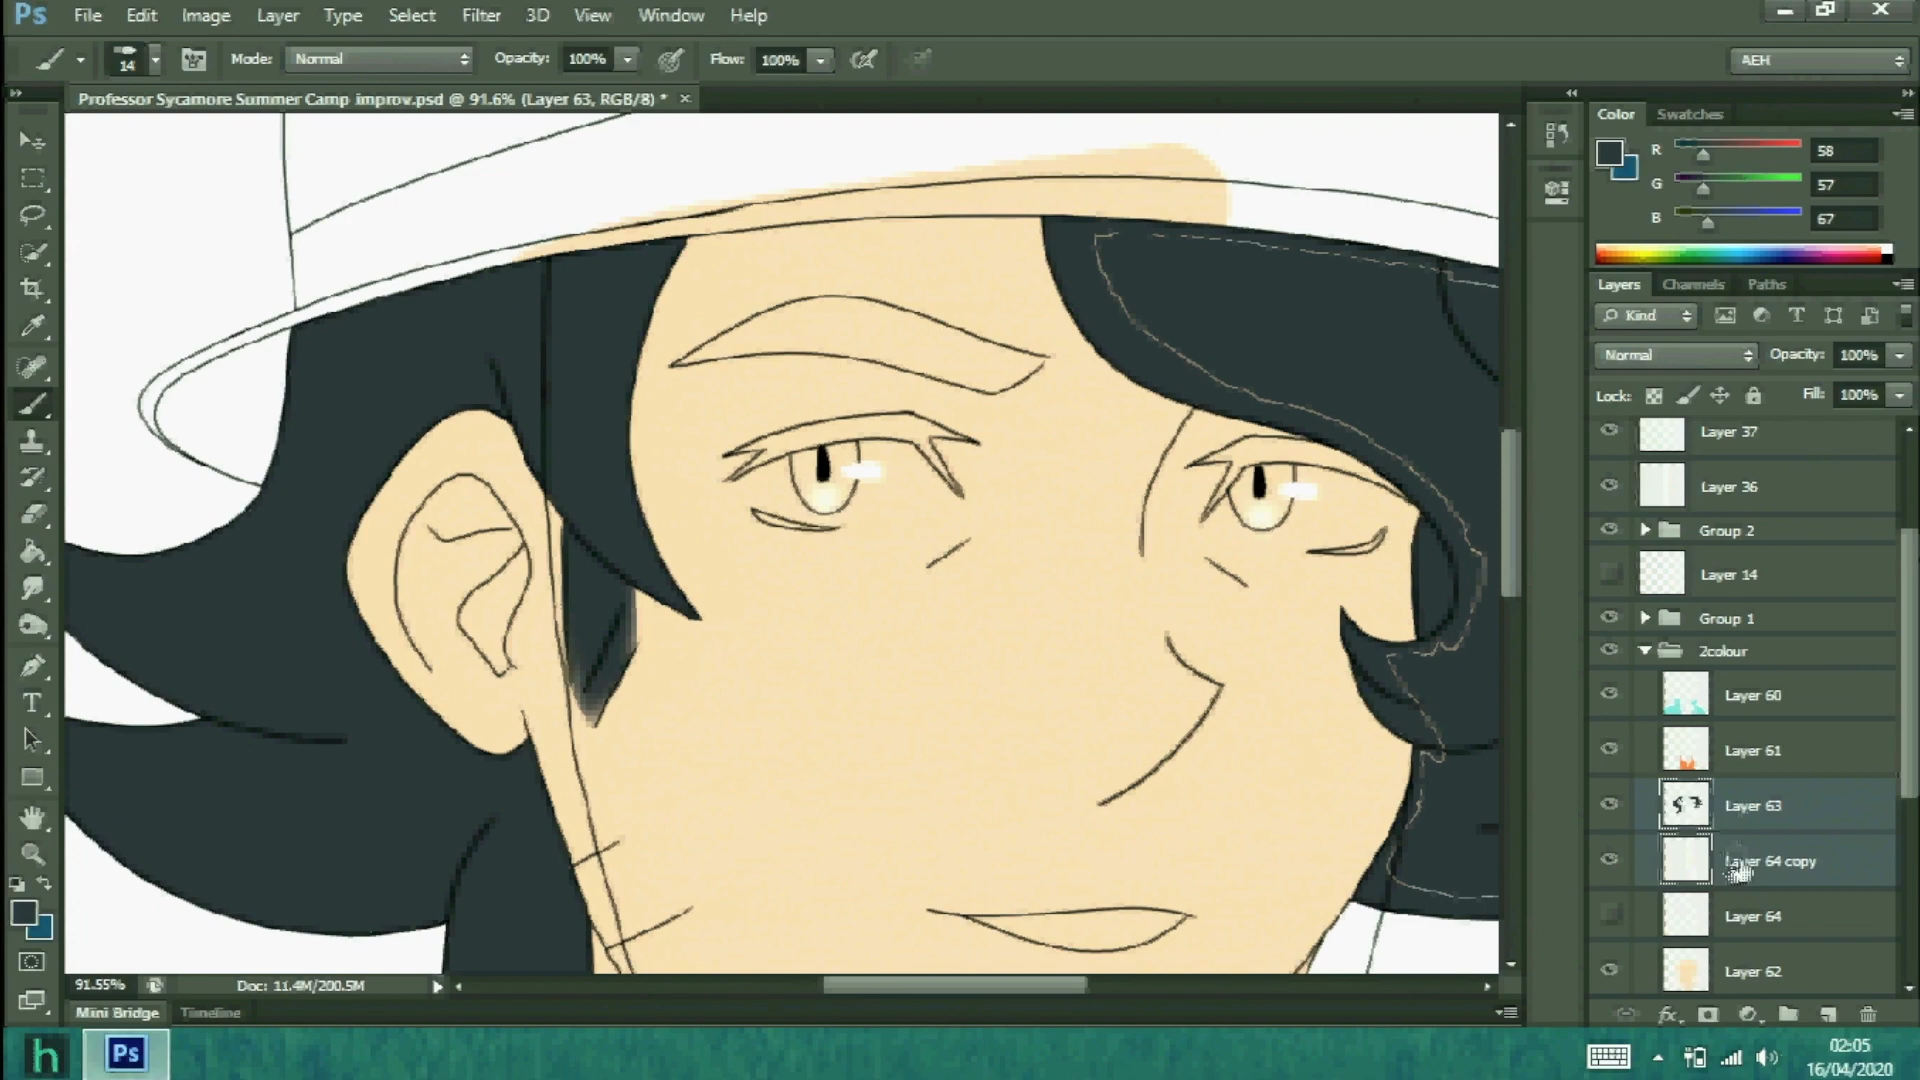 Ps File Edit Image Layer Type Select Filter 3D View Window Help
14 Mode: Normal Opacity: 100% Flow: 100% AEH
Professor Sycamore Summer Camp improv.psd @ 91.6% (Layer 63, RGB/8) *
Color Swatches
R 58
G 57
B 67
Layers Channels Paths
Kind
Normal Opacity: 100%
Lock: Fill: 100%
Layer 37
Layer 36
Group 2
Layer 14
Group 1
2colour
Layer 60
Layer 61
Layer 63
Layer 64 copy
Layer 64
Layer 62
91.55% Doc: 11.4M/200.5M
Mini Bridge Timeline
h Ps
02:05
16/04/2020